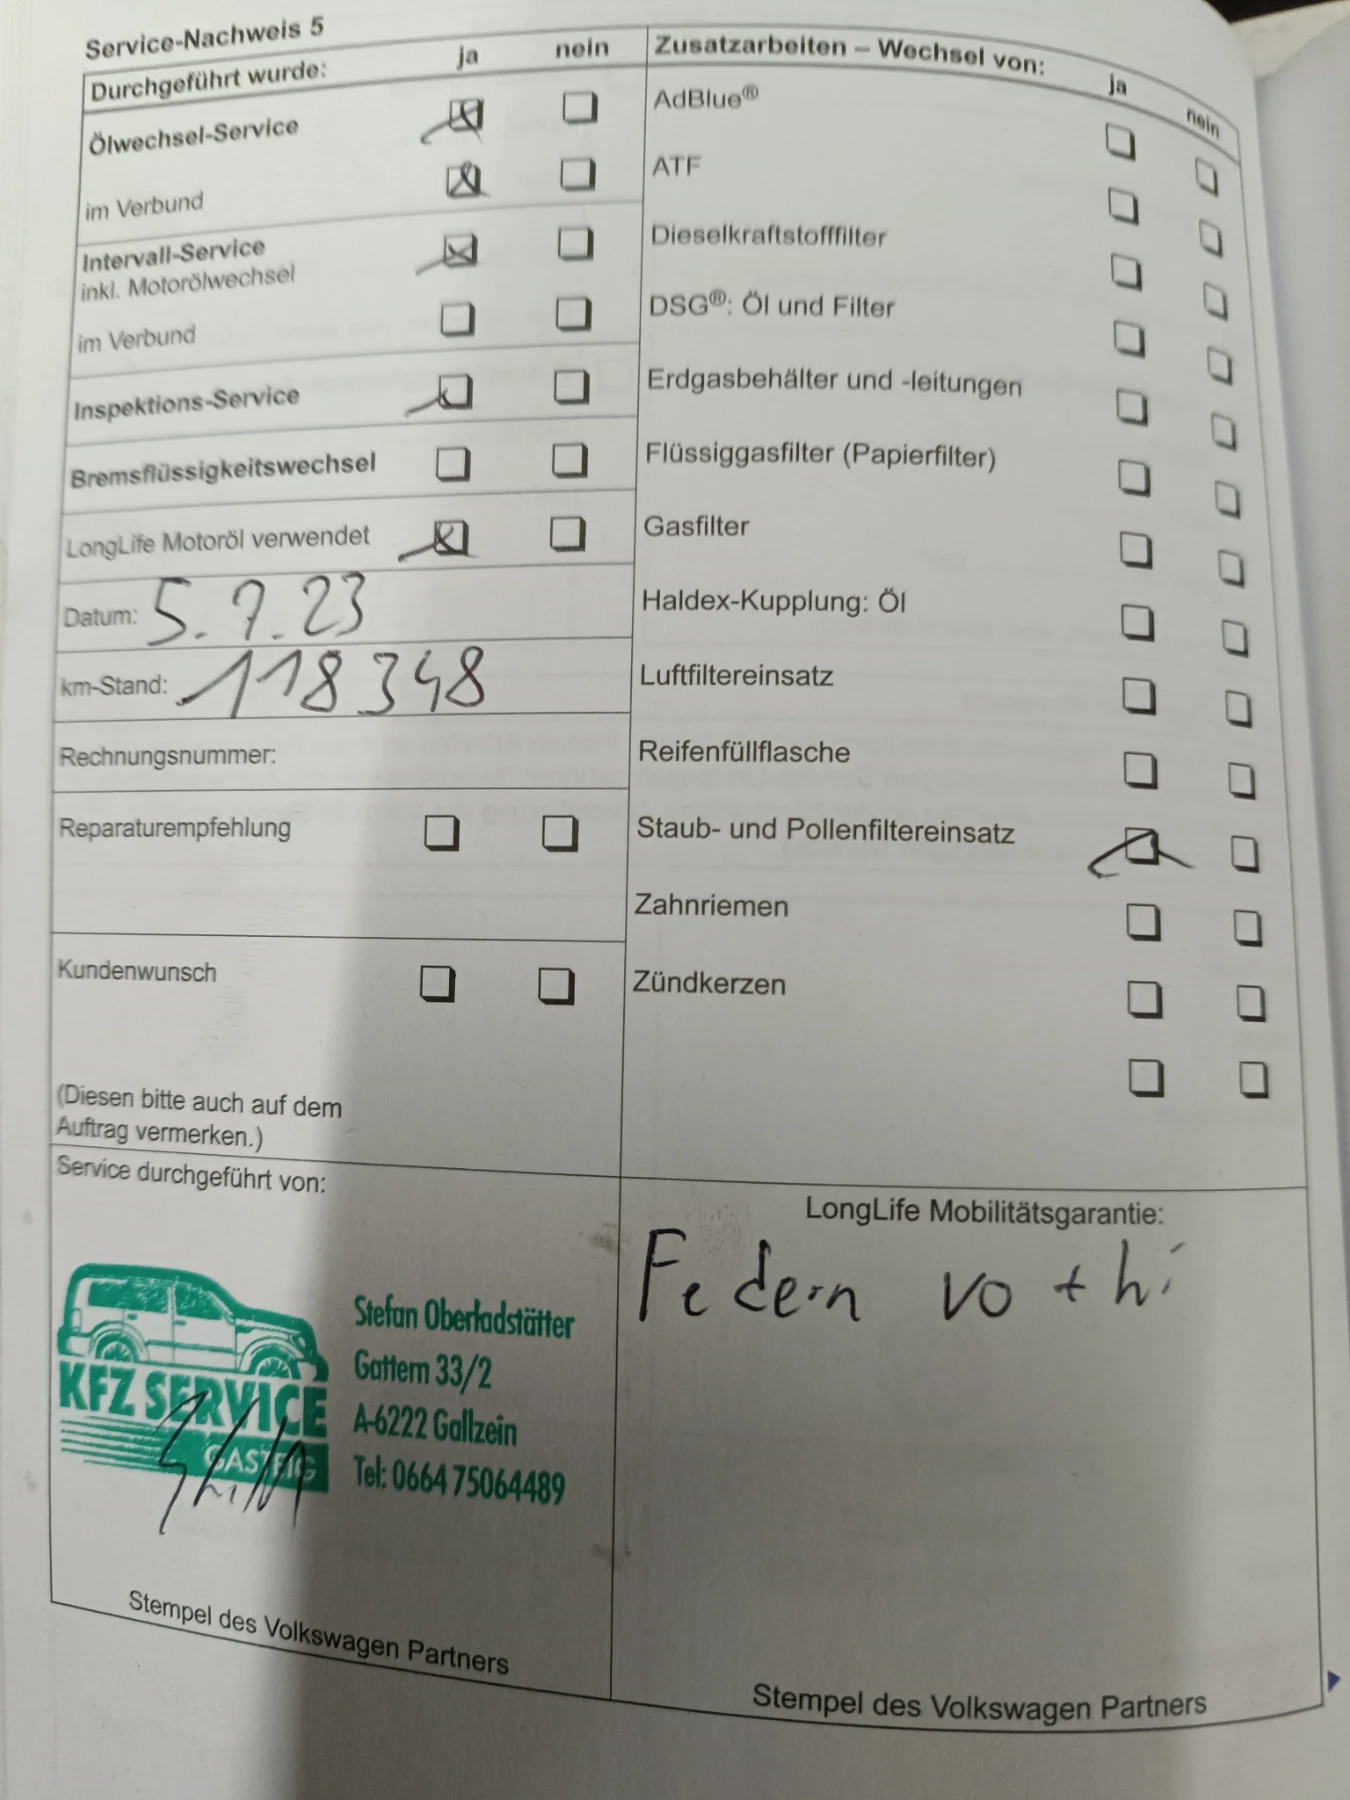 Service-Nachweis 5
Durchgeführt wurde: ja nein
Ölwechsel-Service
im Verbund
Intervall-Service
inkl. Motorölwechsel
im Verbund
Inspektions-Service
Bremsflüssigkeitswechsel
LongLife Motoröl verwendet
Datum: 5.7.23
km-Stand: 118348
Rechnungsnummer:
Reparaturempfehlung
Kundenwunsch
(Diesen bitte auch auf dem
Auftrag vermerken.)
Zusatzarbeiten – Wechsel von: ja nein
AdBlue®
ATF
Dieselkraftstofffilter
DSG®: Öl und Filter
Erdgasbehälter und -leitungen
Flüssiggasfilter (Papierfilter)
Gasfilter
Haldex-Kupplung: Öl
Luftfiltereinsatz
Reifenfüllflasche
Staub- und Pollenfiltereinsatz
Zahnriemen
Zündkerzen
Service durchgeführt von:
KFZ SERVICE
Stefan Oberladstätter
Gattern 33/2
A-6222 Gallzein
Tel: 0664 75064489
Stempel des Volkswagen Partners
LongLife Mobilitätsgarantie:
Federn vo + hi
Stempel des Volkswagen Partners